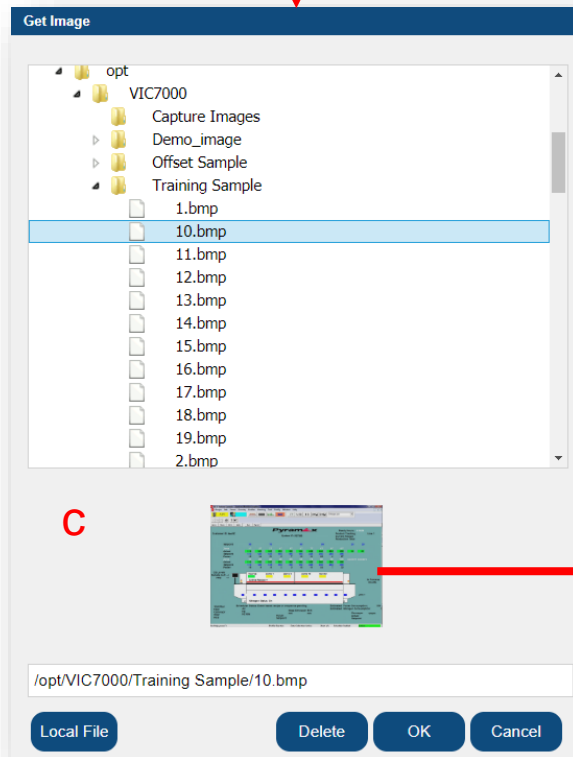 Get Image
opt
VIC7000
Capture Images
Demo_image
Offset Sample
Training Sample
1.bmp
10.bmp
11.bmp
12.bmp
13.bmp
14.bmp
15.bmp
16.bmp
17.bmp
18.bmp
19.bmp
2.bmp
C
/opt/VIC7000/Training Sample/10.bmp
Local File
Delete
OK
Cancel